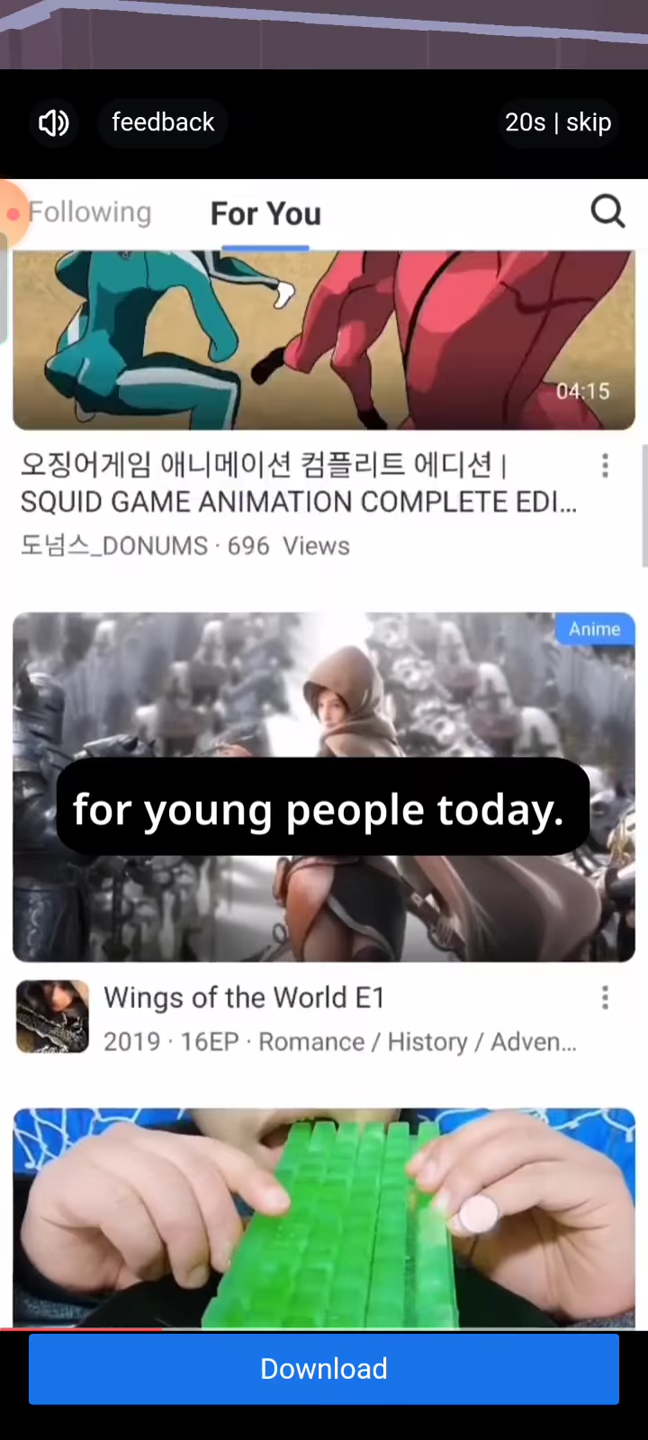 feedback
20s | skip
Following
For You
04:15
오징어게임 애니메이션 컴플리트 에디션 |
SQUID GAME ANIMATION COMPLETE EDI...
도넘스_DONUMS · 696 Views
Anime
for young people today.
Wings of the World E1
2019 · 16EP · Romance / History / Adven...
Download